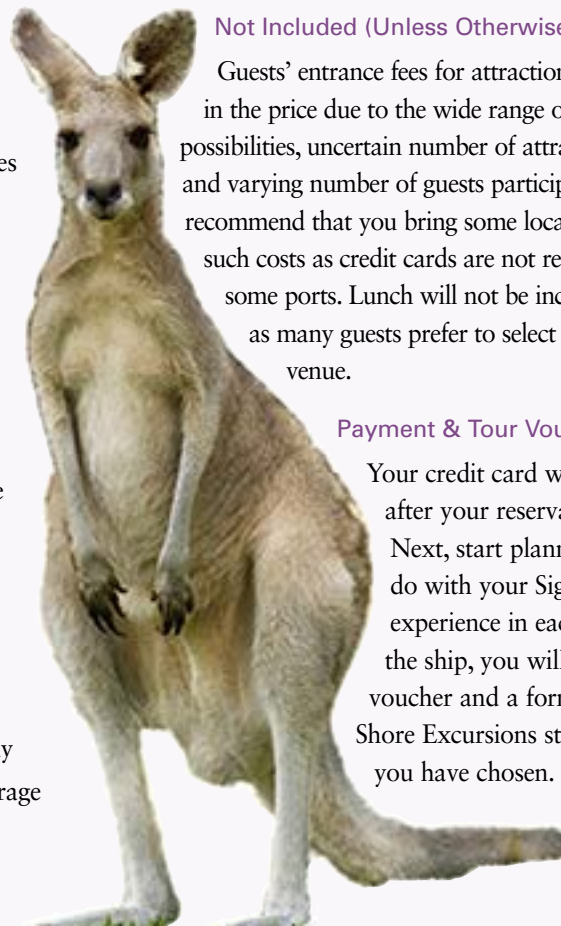 es
e
y
rage
Not Included (Unless Otherwise
Guests’ entrance fees for attraction
in the price due to the wide range o
possibilities, uncertain number of attra
and varying number of guests particip
recommend that you bring some loca
such costs as credit cards are not re
some ports. Lunch will not be inc
as many guests prefer to select
venue.
Payment & Tour Vou
Your credit card w
after your reserva
Next, start plann
do with your Sig
experience in eac
the ship, you will
voucher and a form
Shore Excursions st
you have chosen.